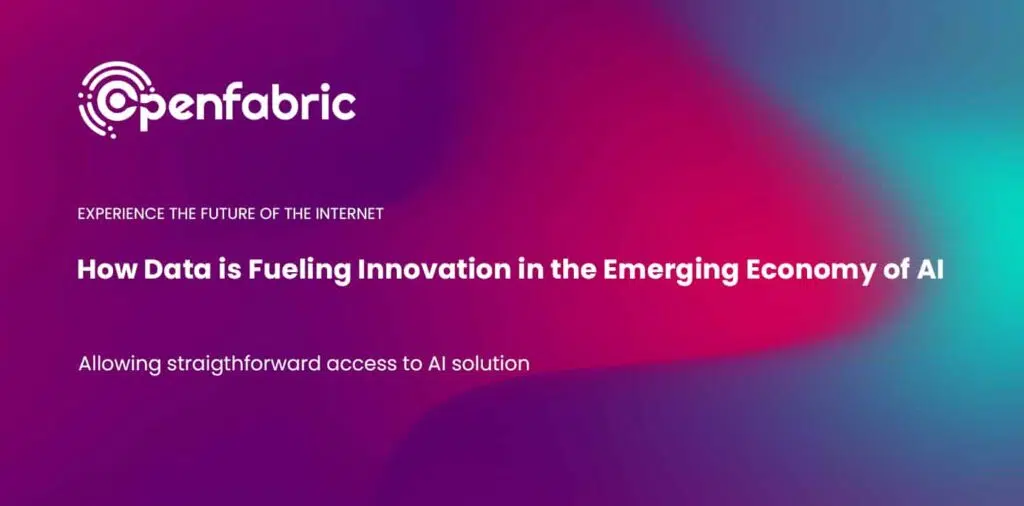 Openfabric
EXPERIENCE THE FUTURE OF THE INTERNET
How Data is Fueling Innovation in the Emerging Economy of AI
Allowing straigthforward access to AI solution